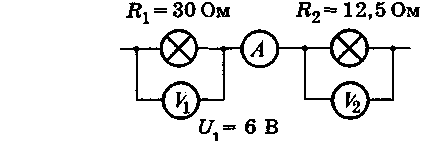 R₁ = 30 Ом R₂ = 12,5 Ом
A
V₁ V₂
U₁ = 6 В